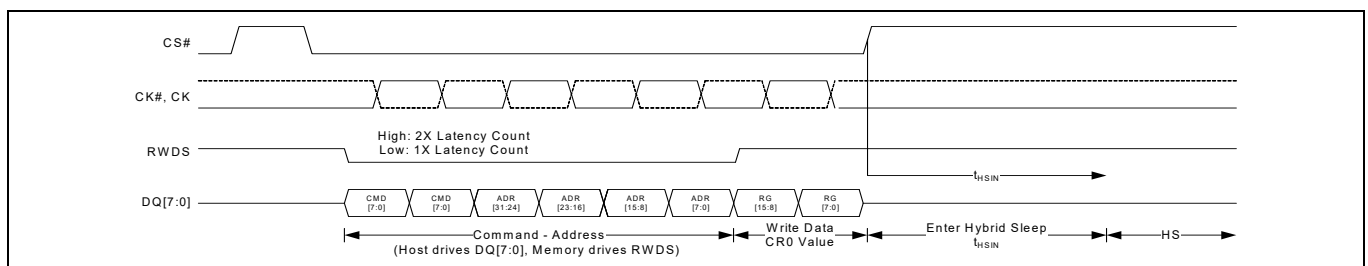 CS#
CK#, CK
High: 2X Latency Count
Low: 1X Latency Count
RWDS
tHSIN
DQ[7:0]
CMD [7:0]
CMD [7:0]
ADR [31:24]
ADR [23:16]
ADR [15:8]
ADR [7:0]
RG [15:8]
RG [7:0]
Command - Address
(Host drives DQ[7:0], Memory drives RWDS)
Write Data
CR0 Value
Enter Hybrid Sleep
tHSIN
HS